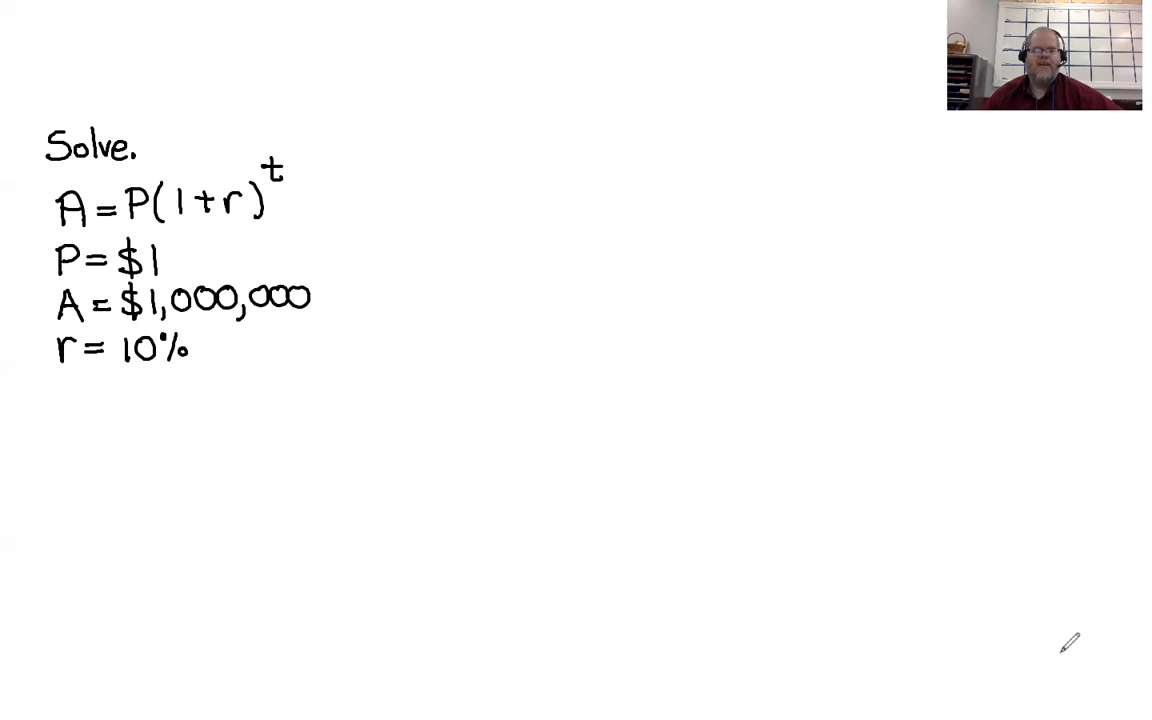 Solve.
A = P(1 + r)^t
P = $1
A = $1,000,000
r = 10%